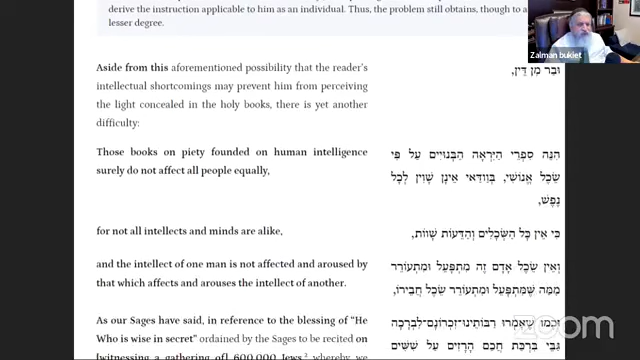 derive the instruction applicable to him as an individual. Thus, the problem still obtains, though to a
lesser degree.
Zalman bukiet
Aside from this aforementioned possibility that the reader's
intellectual shortcomings may prevent him from perceiving
the light concealed in the holy books, there is yet another
difficulty:
וּבַר מִן דֵּין,
Those books on piety founded on human intelligence
surely do not affect all people equally,
הִנֵּה סִפְרֵי הַיִּרְאָה הַבְּנוּיִים עַל פִּי
שֵׂכֶל אֱנוֹשִׁי, בְּוַודַּאי אֵינָן שָׁוִין לְכָל
נֶפֶשׁ,
for not all intellects and minds are alike,
כִּי אֵין כָּל הַשְּׂכָלִים וְהַדֵּעוֹת שָׁווֹת,
and the intellect of one man is not affected and aroused by
that which affects and arouses the intellect of another.
וְאֵין שֵׂכֶל אָדָם זֶה מִתְפָּעֵל וּמִתְעוֹרֵר
מִמַּה שֶּׁמִּתְפָּעֵל וּמִתְעוֹרֵר שֵׂכֶל חֲבֵירוֹ,
As our Sages have said, in reference to the blessing of "He
Who is wise in secret" ordained by the Sages to be recited on
[witnessing a gathering of] 600,000 Jews,² whereby we
וּכְמוֹ שֶׁאָמְרוּ רַבּוֹתֵינוּ־זִכְרוֹנָם־לִבְרָכָה
גַּבֵּי בִּרְכַּת חֲכַם הָרָזִים עַל שִׁשִּׁים
zoom